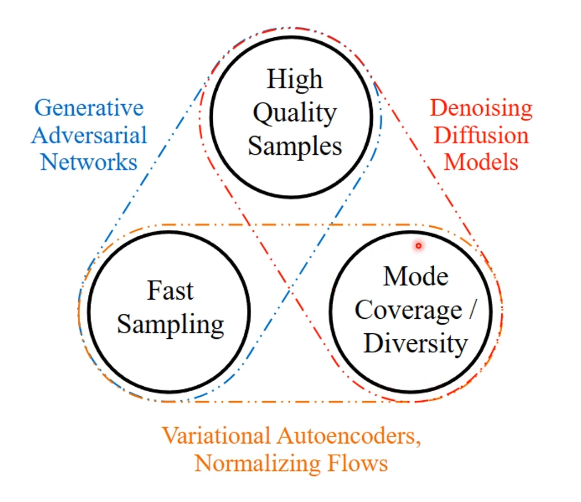 High
Quality
Samples
Generative
Adversarial
Networks
Denoising
Diffusion
Models
Fast
Sampling
Mode
Coverage /
Diversity
Variational Autoencoders,
Normalizing Flows